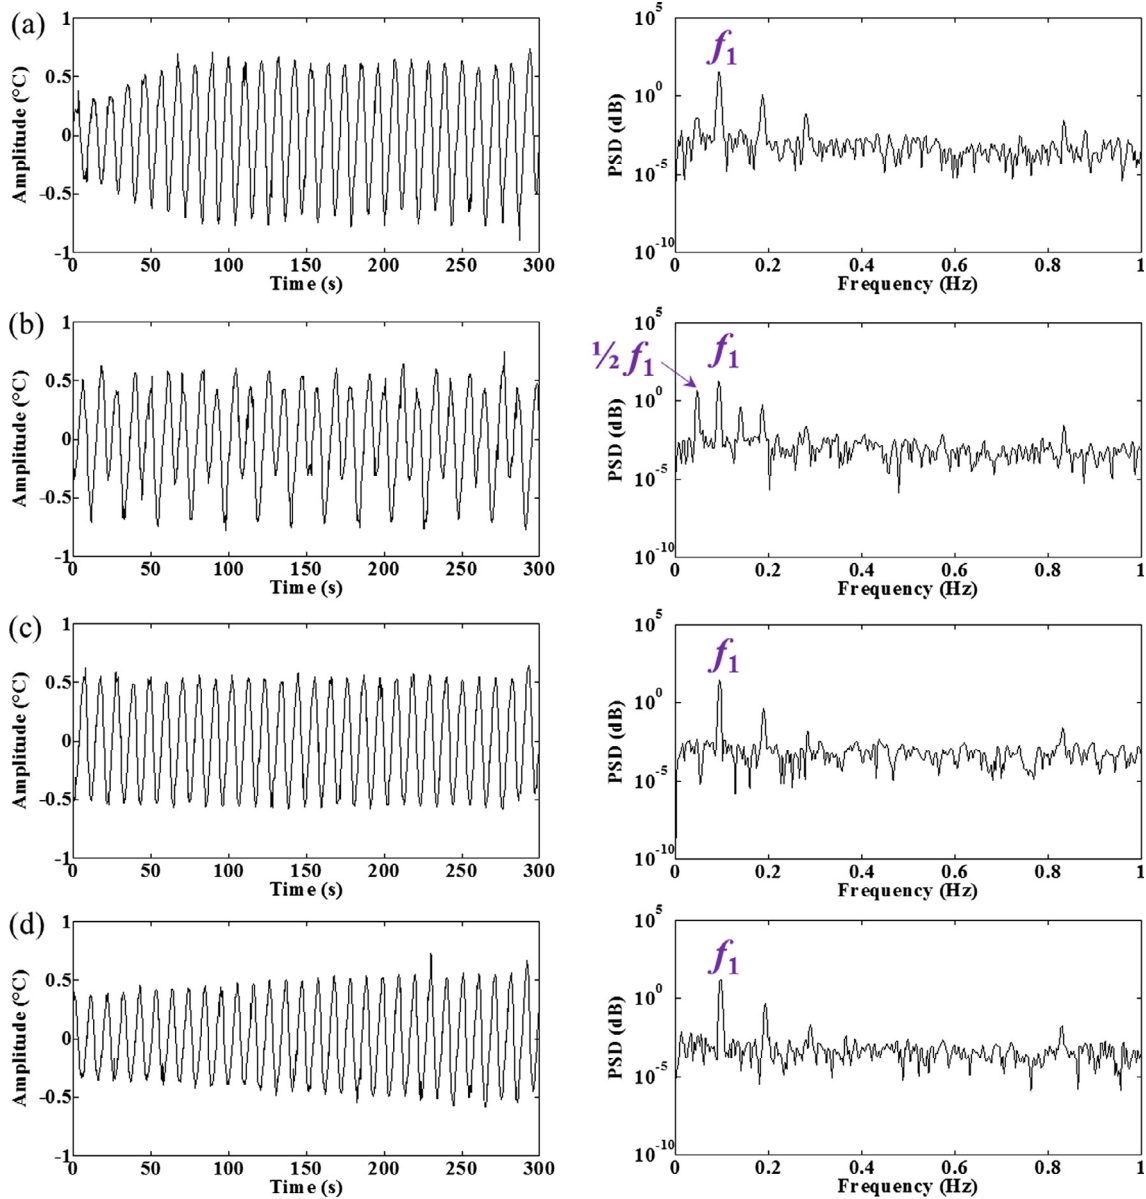 (a)
1
0.5
0
-0.5
-1
Amplitude (°C)
0 50 100 150 200 250 300
Time (s)
10^5
10^0
10^-5
10^-10
PSD (dB)
f₁
0 0.2 0.4 0.6 0.8 1
Frequency (Hz)
(b)
1
0.5
0
-0.5
-1
Amplitude (°C)
0 50 100 150 200 250 300
Time (s)
10^5
10^0
10^-5
10^-10
PSD (dB)
½ f₁ f₁
0 0.2 0.4 0.6 0.8 1
Frequency (Hz)
(c)
1
0.5
0
-0.5
-1
Amplitude (°C)
0 50 100 150 200 250 300
Time (s)
10^5
10^0
10^-5
10^-10
PSD (dB)
f₁
0 0.2 0.4 0.6 0.8 1
Frequency (Hz)
(d)
1
0.5
0
-0.5
-1
Amplitude (°C)
0 50 100 150 200 250 300
Time (s)
10^5
10^0
10^-5
10^-10
PSD (dB)
f₁
0 0.2 0.4 0.6 0.8 1
Frequency (Hz)